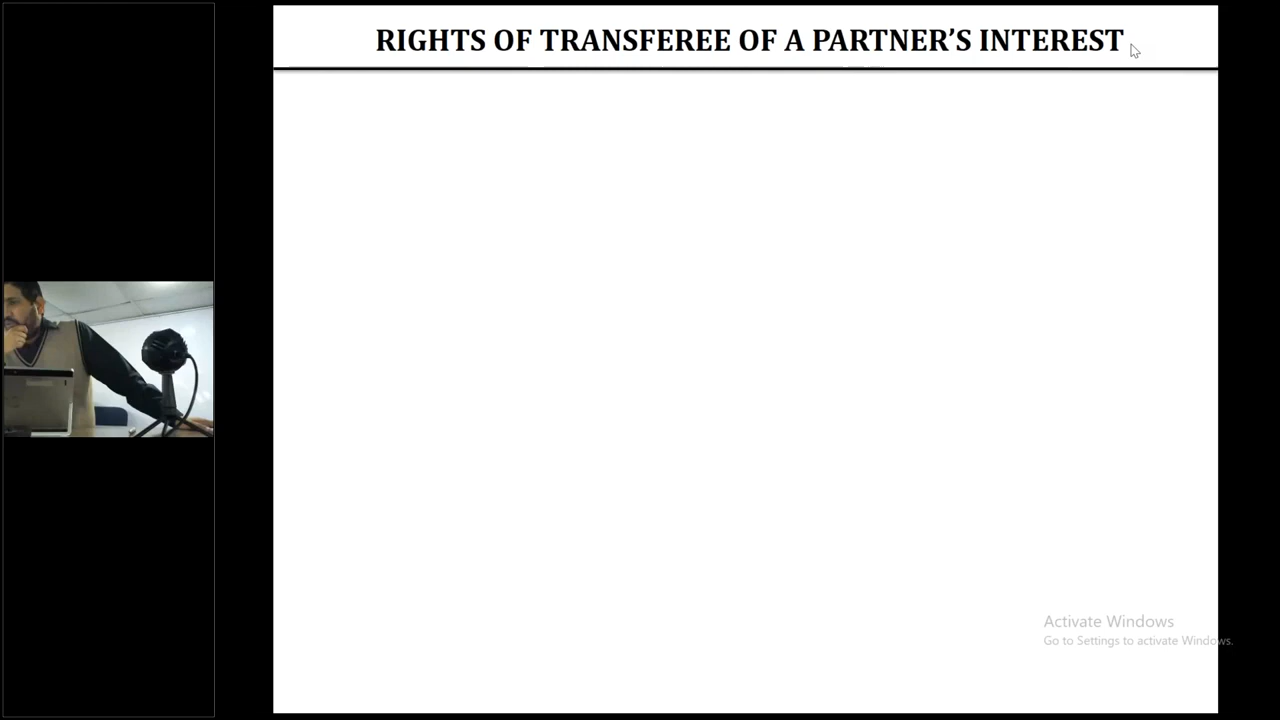 RIGHTS OF TRANSFEREE OF A PARTNER’S INTEREST
Activate Windows
Go to Settings to activate Windows.